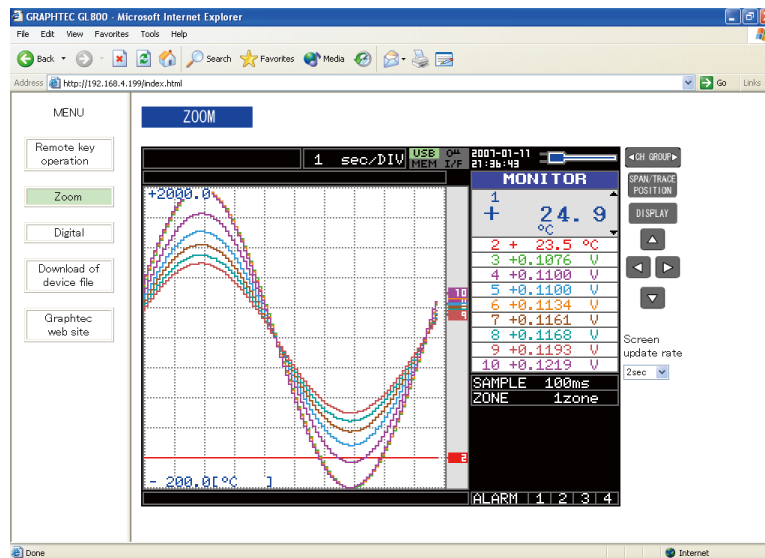 GRAPHTEC GL800 - Microsoft Internet Explorer
File Edit View Favorites Tools Help
Back Search Favorites Media
Address http://192.168.4.199/index.html Go Links
MENU
Remote key
operation
Zoom
Digital
Download of
device file
Graphtec
web site
ZOOM
1 sec/DIV USB MEM I/F
2007-01-11
21:36:43
+2000.0
- 200.0[°C ]
10
9
2
MONITOR
1
+ 24.9
°C
2 + 23.5 °C
3 +0.1076 V
4 +0.1100 V
5 +0.1100 V
6 +0.1134 V
7 +0.1161 V
8 +0.1168 V
9 +0.1193 V
10 +0.1219 V
SAMPLE 100ms
ZONE 1zone
ALARM 1 2 3 4
◄CH GROUP►
SPAN/TRACE
POSITION
DISPLAY
Screen
update rate
2sec
Done Internet